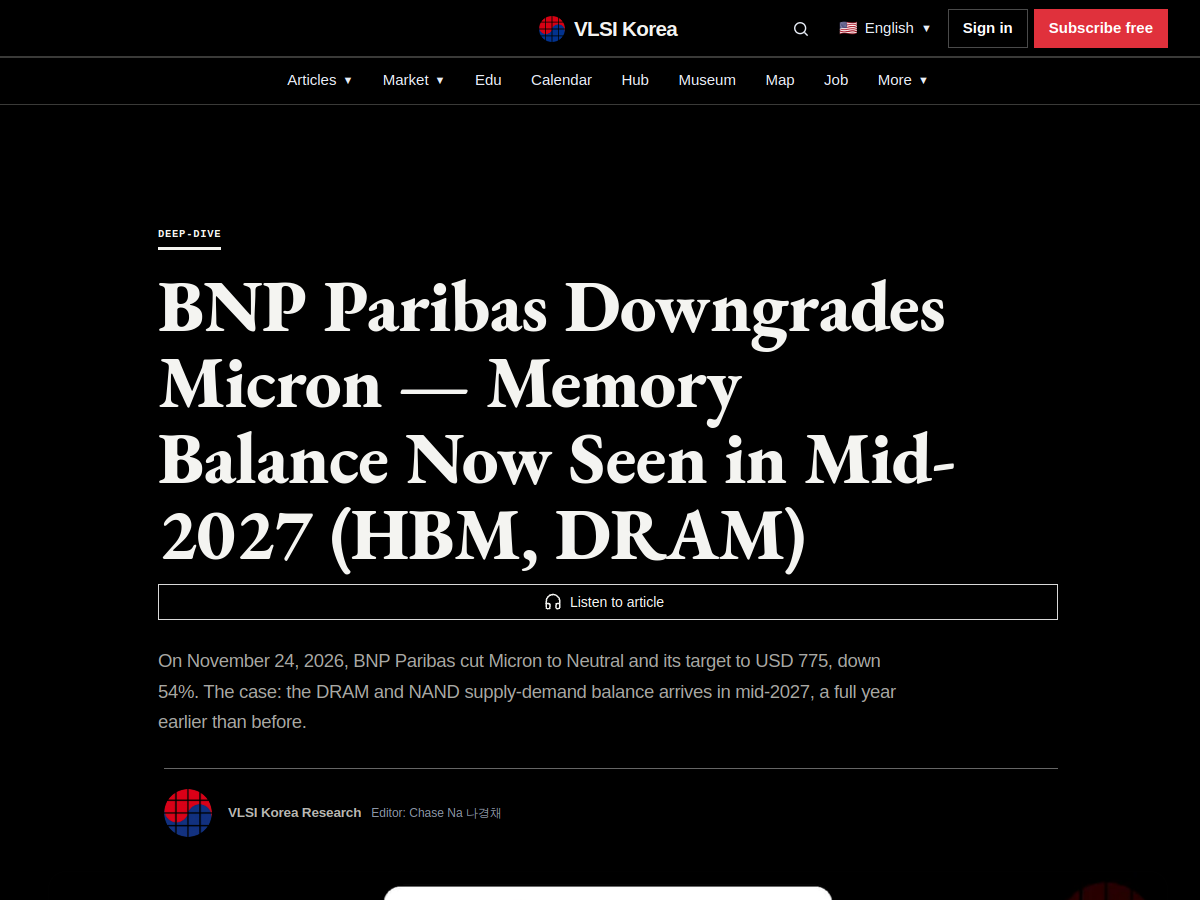 VLSI Korea
English ▼
Sign in
Subscribe free
Articles ▼
Market ▼
Edu
Calendar
Hub
Museum
Map
Job
More ▼
DEEP-DIVE
BNP Paribas Downgrades
Micron — Memory
Balance Now Seen in Mid-
2027 (HBM, DRAM)
Listen to article
On November 24, 2026, BNP Paribas cut Micron to Neutral and its target to USD 775, down
54%. The case: the DRAM and NAND supply-demand balance arrives in mid-2027, a full year
earlier than before.
VLSI Korea Research Editor: Chase Na 나경채